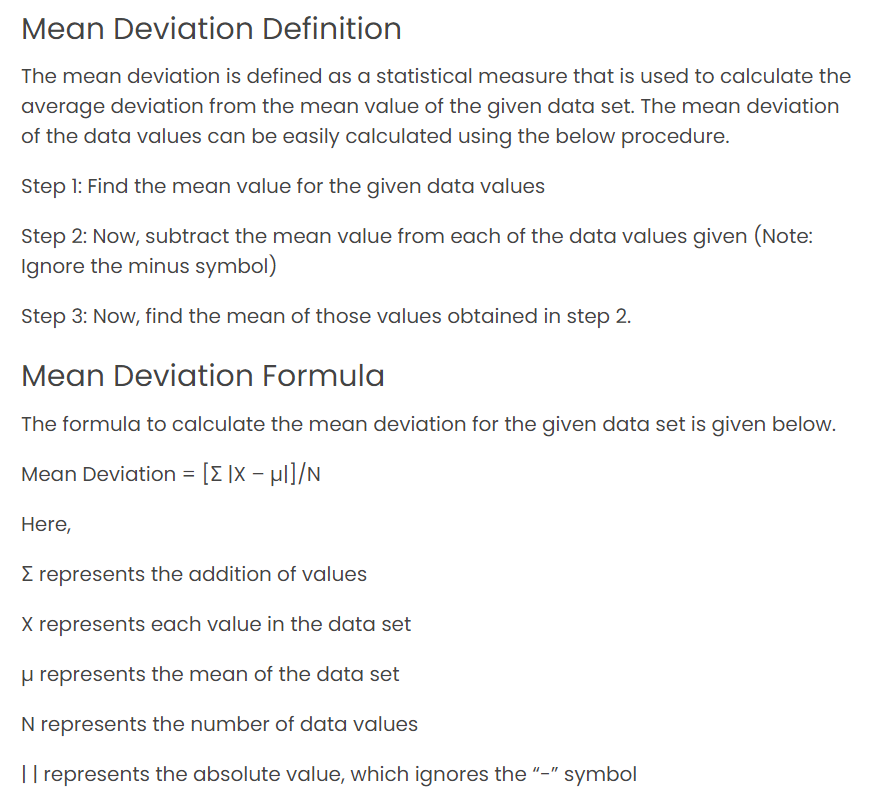 Mean Deviation Definition
The mean deviation is defined as a statistical measure that is used to calculate the
average deviation from the mean value of the given data set. The mean deviation
of the data values can be easily calculated using the below procedure.
Step 1: Find the mean value for the given data values
Step 2: Now, subtract the mean value from each of the data values given (Note:
Ignore the minus symbol)
Step 3: Now, find the mean of those values obtained in step 2.
Mean Deviation Formula
The formula to calculate the mean deviation for the given data set is given below.
Mean Deviation = [Σ |X – µ|]/N
Here,
Σ represents the addition of values
X represents each value in the data set
µ represents the mean of the data set
N represents the number of data values
| | represents the absolute value, which ignores the “-” symbol